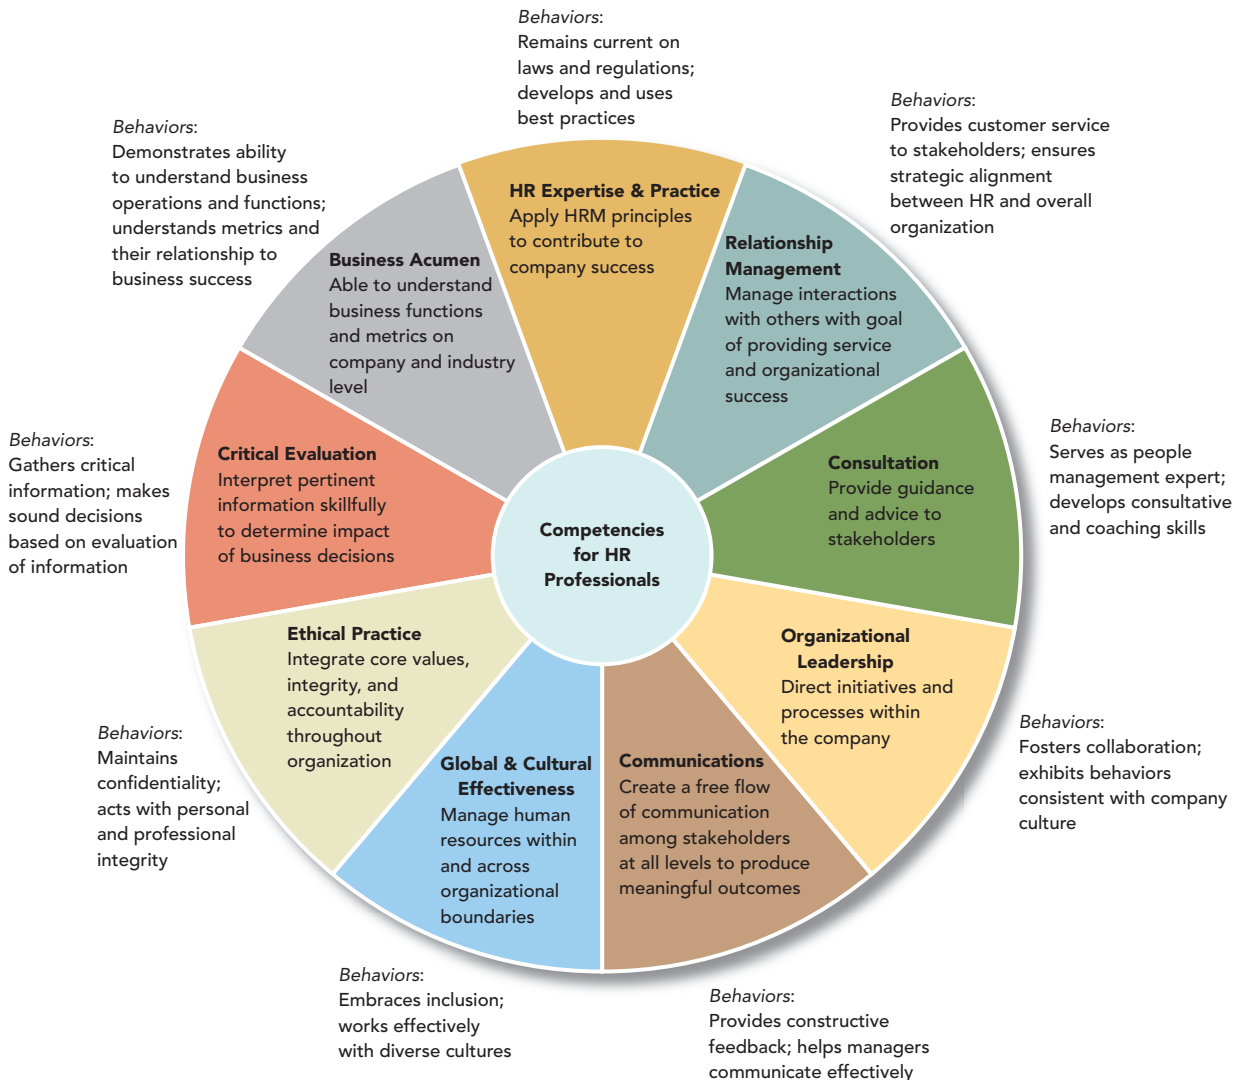 Behaviors:
Remains current on
laws and regulations;
develops and uses
best practices
Behaviors:
Provides customer service
to stakeholders; ensures
strategic alignment
between HR and overall
organization
Behaviors:
Serves as people
management expert;
develops consultative
and coaching skills
Behaviors:
Fosters collaboration;
exhibits behaviors
consistent with company
culture
Behaviors:
Provides constructive
feedback; helps managers
communicate effectively
Behaviors:
Embraces inclusion;
works effectively
with diverse cultures
Behaviors:
Maintains
confidentiality;
acts with personal
and professional
integrity
Behaviors:
Gathers critical
information; makes
sound decisions
based on evaluation
of information
Behaviors:
Demonstrates ability
to understand business
operations and functions;
understands metrics and
their relationship to
business success
HR Expertise & Practice
Apply HRM principles
to contribute to
company success
Relationship
Management
Manage interactions
with others with goal
of providing service
and organizational
success
Consultation
Provide guidance
and advice to
stakeholders
Organizational
Leadership
Direct initiatives and
processes within
the company
Communications
Create a free flow
of communication
among stakeholders
at all levels to produce
meaningful outcomes
Global & Cultural
Effectiveness
Manage human
resources within
and across
organizational
boundaries
Ethical Practice
Integrate core values,
integrity, and
accountability
throughout
organization
Critical Evaluation
Interpret pertinent
information skillfully
to determine impact
of business decisions
Business Acumen
Able to understand
business functions
and metrics on
company and industry
level
Competencies
for HR
Professionals